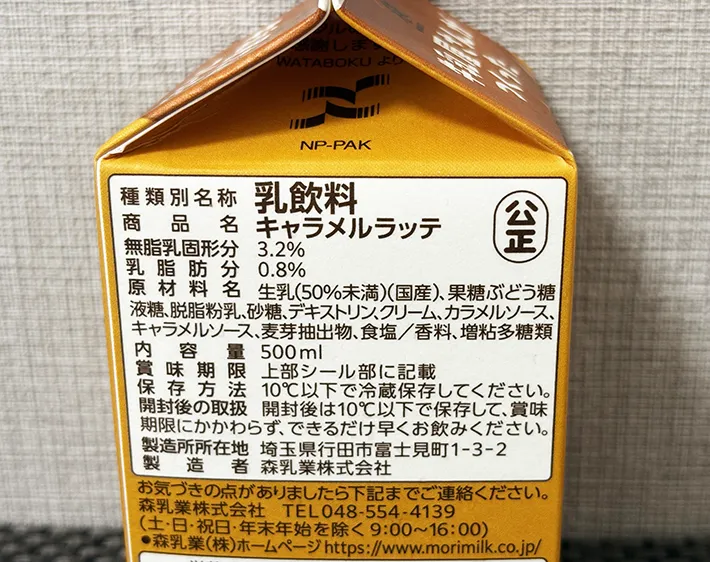 感謝します
WATABOKU より
NP-PAK
種類別名称 乳飲料
商品名 キャラメルラッテ
公正
無脂乳固形分 3.2%
乳脂肪分 0.8%
原材料名 生乳(50%未満)(国産)、果糖ぶどう糖
液糖、脱脂粉乳、砂糖、デキストリン、クリーム、カラメルソース、
キャラメルソース、麦芽抽出物、食塩/香料、増粘多糖類
内容量 500ml
賞味期限 上部シール部に記載
保存方法 10℃以下で冷蔵保存してください。
開封後の取扱 開封後は10℃以下で保存して、賞味
期限にかかわらず、できるだけ早くお飲みください。
製造所所在地 埼玉県行田市富士見町1-3-2
製造者 森乳業株式会社
お気づきの点がありましたら下記までご連絡ください。
森乳業株式会社 TEL048-554-4139
(土・日・祝日・年末年始を除く 9:00~16:00)
●森乳業(株)ホームページhttps://www.morimilk.co.jp/